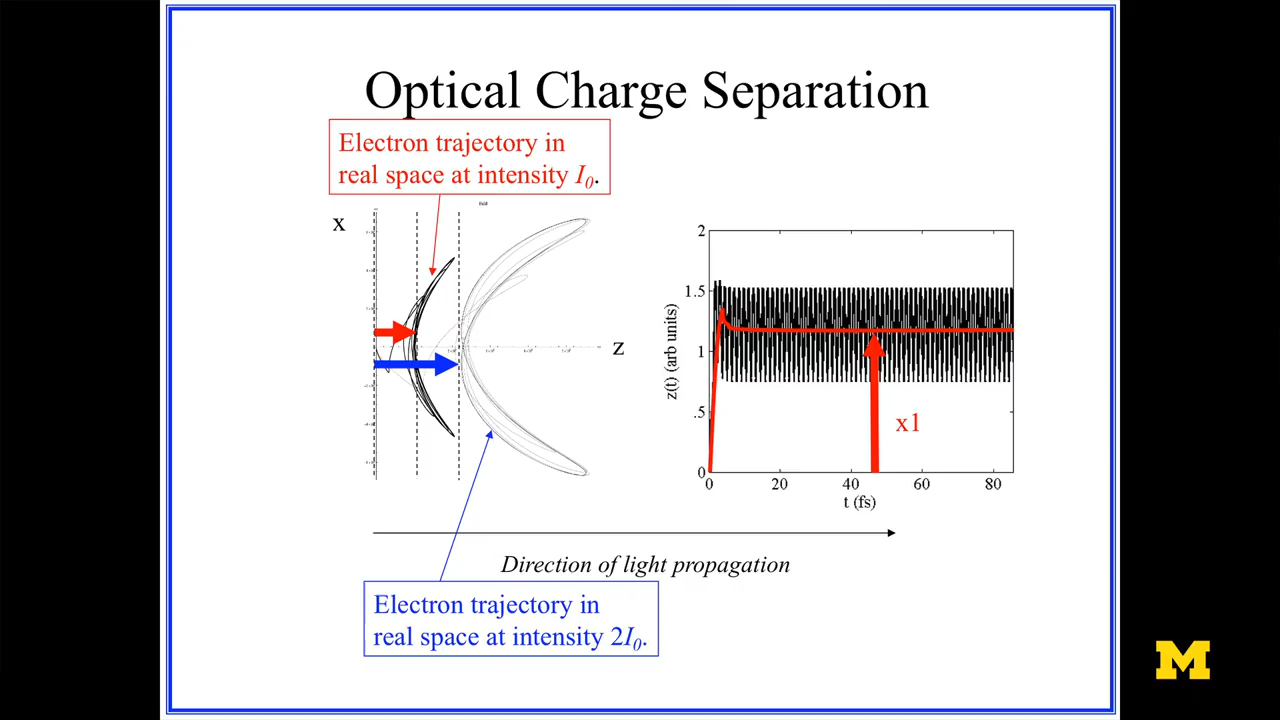 Optical Charge Separation
Electron trajectory in
real space at intensity I₀.
x
z
2
1.5
1
.5
0
z(t) (arb units)
x1
0 20 40 60 80
t (fs)
Direction of light propagation
Electron trajectory in
real space at intensity 2I₀.
M